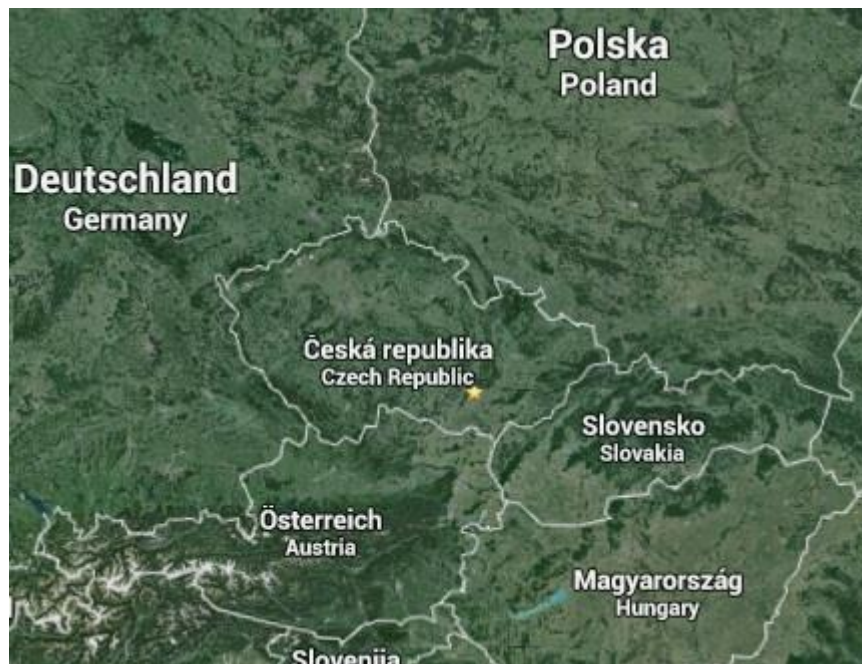 Polska
Poland
Deutschland
Germany
Česká republika
Czech Republic
Slovensko
Slovakia
Österreich
Austria
Magyarország
Hungary
Slovenija